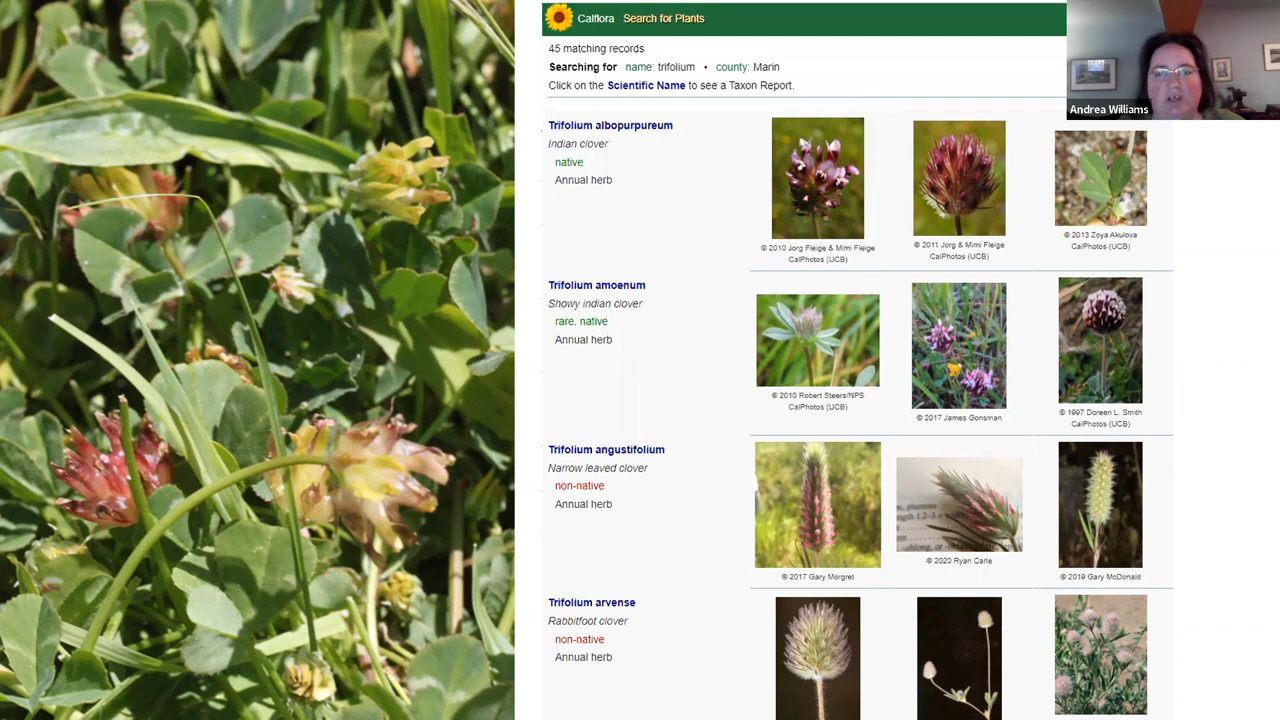 Calflora Search for Plants
45 matching records
Searching for name: trifolium • county: Marin
Click on the Scientific Name to see a Taxon Report.
Andrea Williams
Trifolium albopurpureum
Indian clover
native
Annual herb
© 2010 Jorg Fleige & Mimi Fleige
CalPhotos (UCB)
© 2011 Jorg & Mimi Fleige
CalPhotos (UCB)
© 2013 Zoya Akulova
CalPhotos (UCB)
Trifolium amoenum
Showy indian clover
rare, native
Annual herb
© 2010 Robert Steers/NPS
CalPhotos (UCB)
© 2017 James Gonsman
© 1997 Doreen L. Smith
CalPhotos (UCB)
Trifolium angustifolium
Narrow leaved clover
non-native
Annual herb
© 2017 Gary Morgret
© 2020 Ryan Carle
© 2019 Gary McDonald
Trifolium arvense
Rabbitfoot clover
non-native
Annual herb